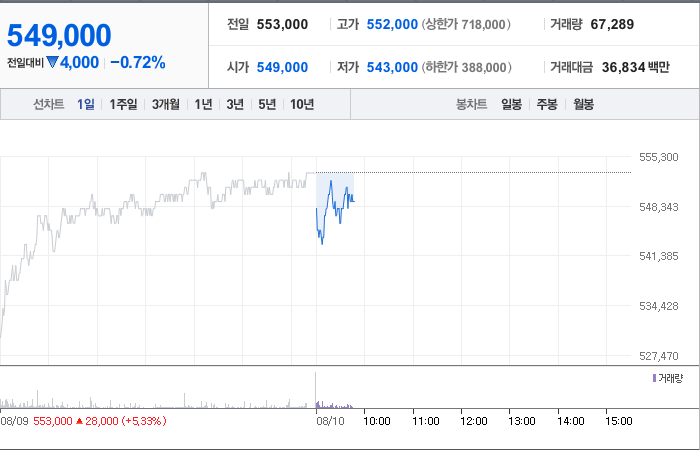 549,000
전일대비 ▼4,000 -0.72%
전일 553,000 고가 552,000 (상한가 718,000) 거래량 67,289
시가 549,000 저가 543,000 (하한가 388,000) 거래대금 36,834 백만
선차트 1일 1주일 3개월 1년 3년 5년 10년 봉차트 일봉 주봉 월봉
555,300
548,343
541,385
534,428
527,470
거래량
08/09 553,000 ▲28,000 (+5.33%) 08/10 10:00 11:00 12:00 13:00 14:00 15:00